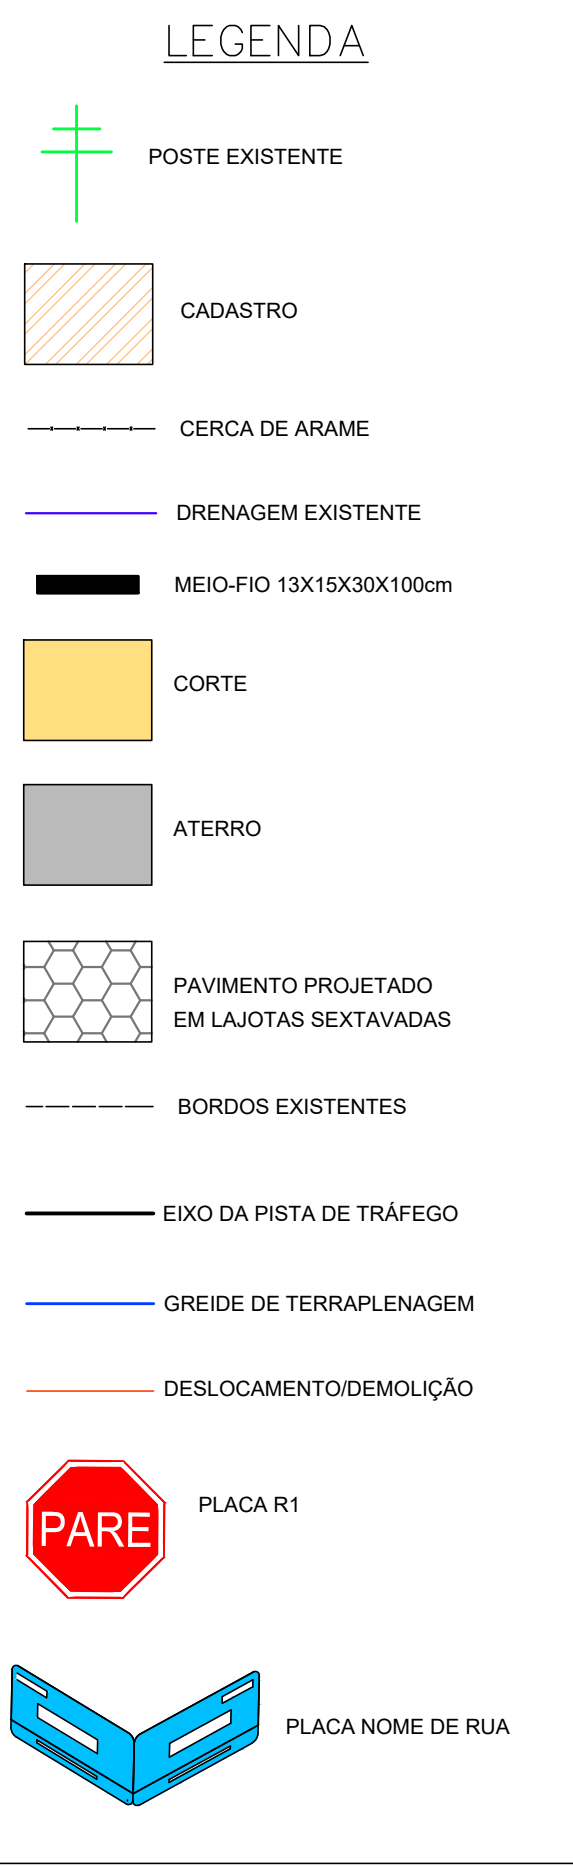 LEGENDA
POSTE EXISTENTE
CADASTRO
CERCA DE ARAME
DRENAGEM EXISTENTE
MEIO-FIO 13X15X30X100cm
CORTE
ATERRO
PAVIMENTO PROJETADO
EM LAJOTAS SEXTAVADAS
BORDOS EXISTENTES
EIXO DA PISTA DE TRÁFEGO
GREIDE DE TERRAPLENAGEM
DESLOCAMENTO/DEMOLIÇÃO
PLACA R1
PARE
PLACA NOME DE RUA